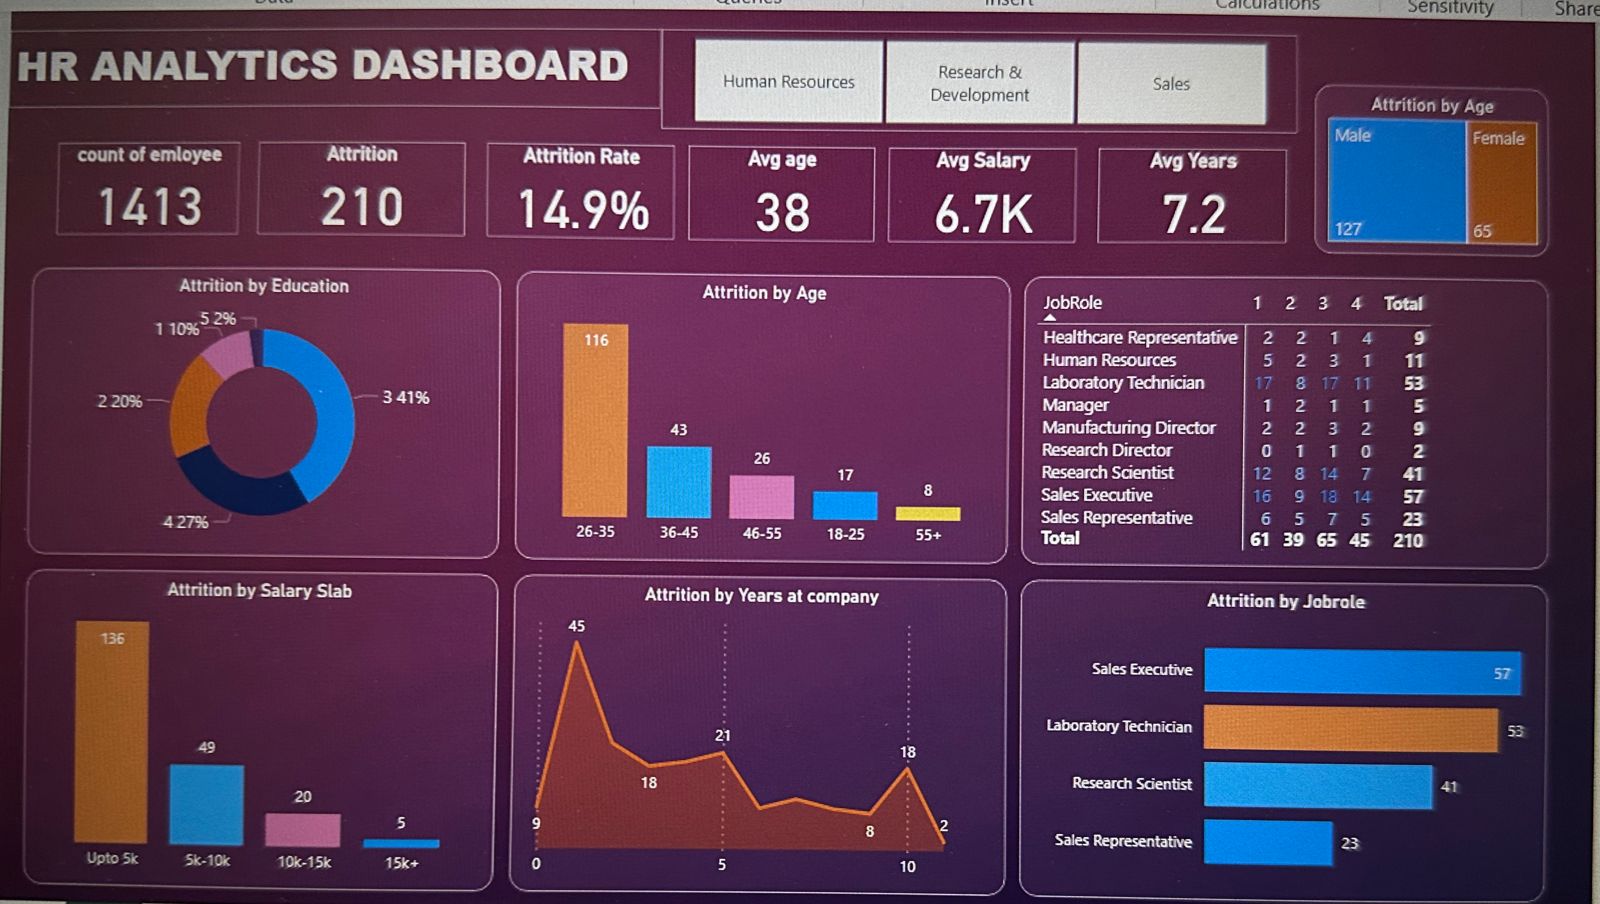 Queries
Insert
Calculations
Sensitivity
Share
HR ANALYTICS DASHBOARD
Human Resources
Research &
Development
Sales
Attrition by Age
Male
Female
127
65
count of emloyee
1413
Attrition
210
Attrition Rate
14.9%
Avg age
38
Avg Salary
6.7K
Avg Years
7.2
Attrition by Education
5 2%
1 10%
2 20%
3 41%
4 27%
Attrition by Age
116
43
26
17
8
26-35 36-45 46-55 18-25 55+
JobRole 1 2 3 4 Total
Healthcare Representative 2 2 1 4 9
Human Resources 5 2 3 1 11
Laboratory Technician 17 8 17 11 53
Manager 1 2 1 1 5
Manufacturing Director 2 2 3 2 9
Research Director 0 1 1 0 2
Research Scientist 12 8 14 7 41
Sales Executive 16 9 18 14 57
Sales Representative 6 5 7 5 23
Total 61 39 65 45 210
Attrition by Salary Slab
136
49
20
5
Upto 5k 5k-10k 10k-15k 15k+
Attrition by Years at company
45
21
18
18
9
8
2
0 5 10
Attrition by Jobrole
Sales Executive 57
Laboratory Technician 53
Research Scientist 41
Sales Representative 23